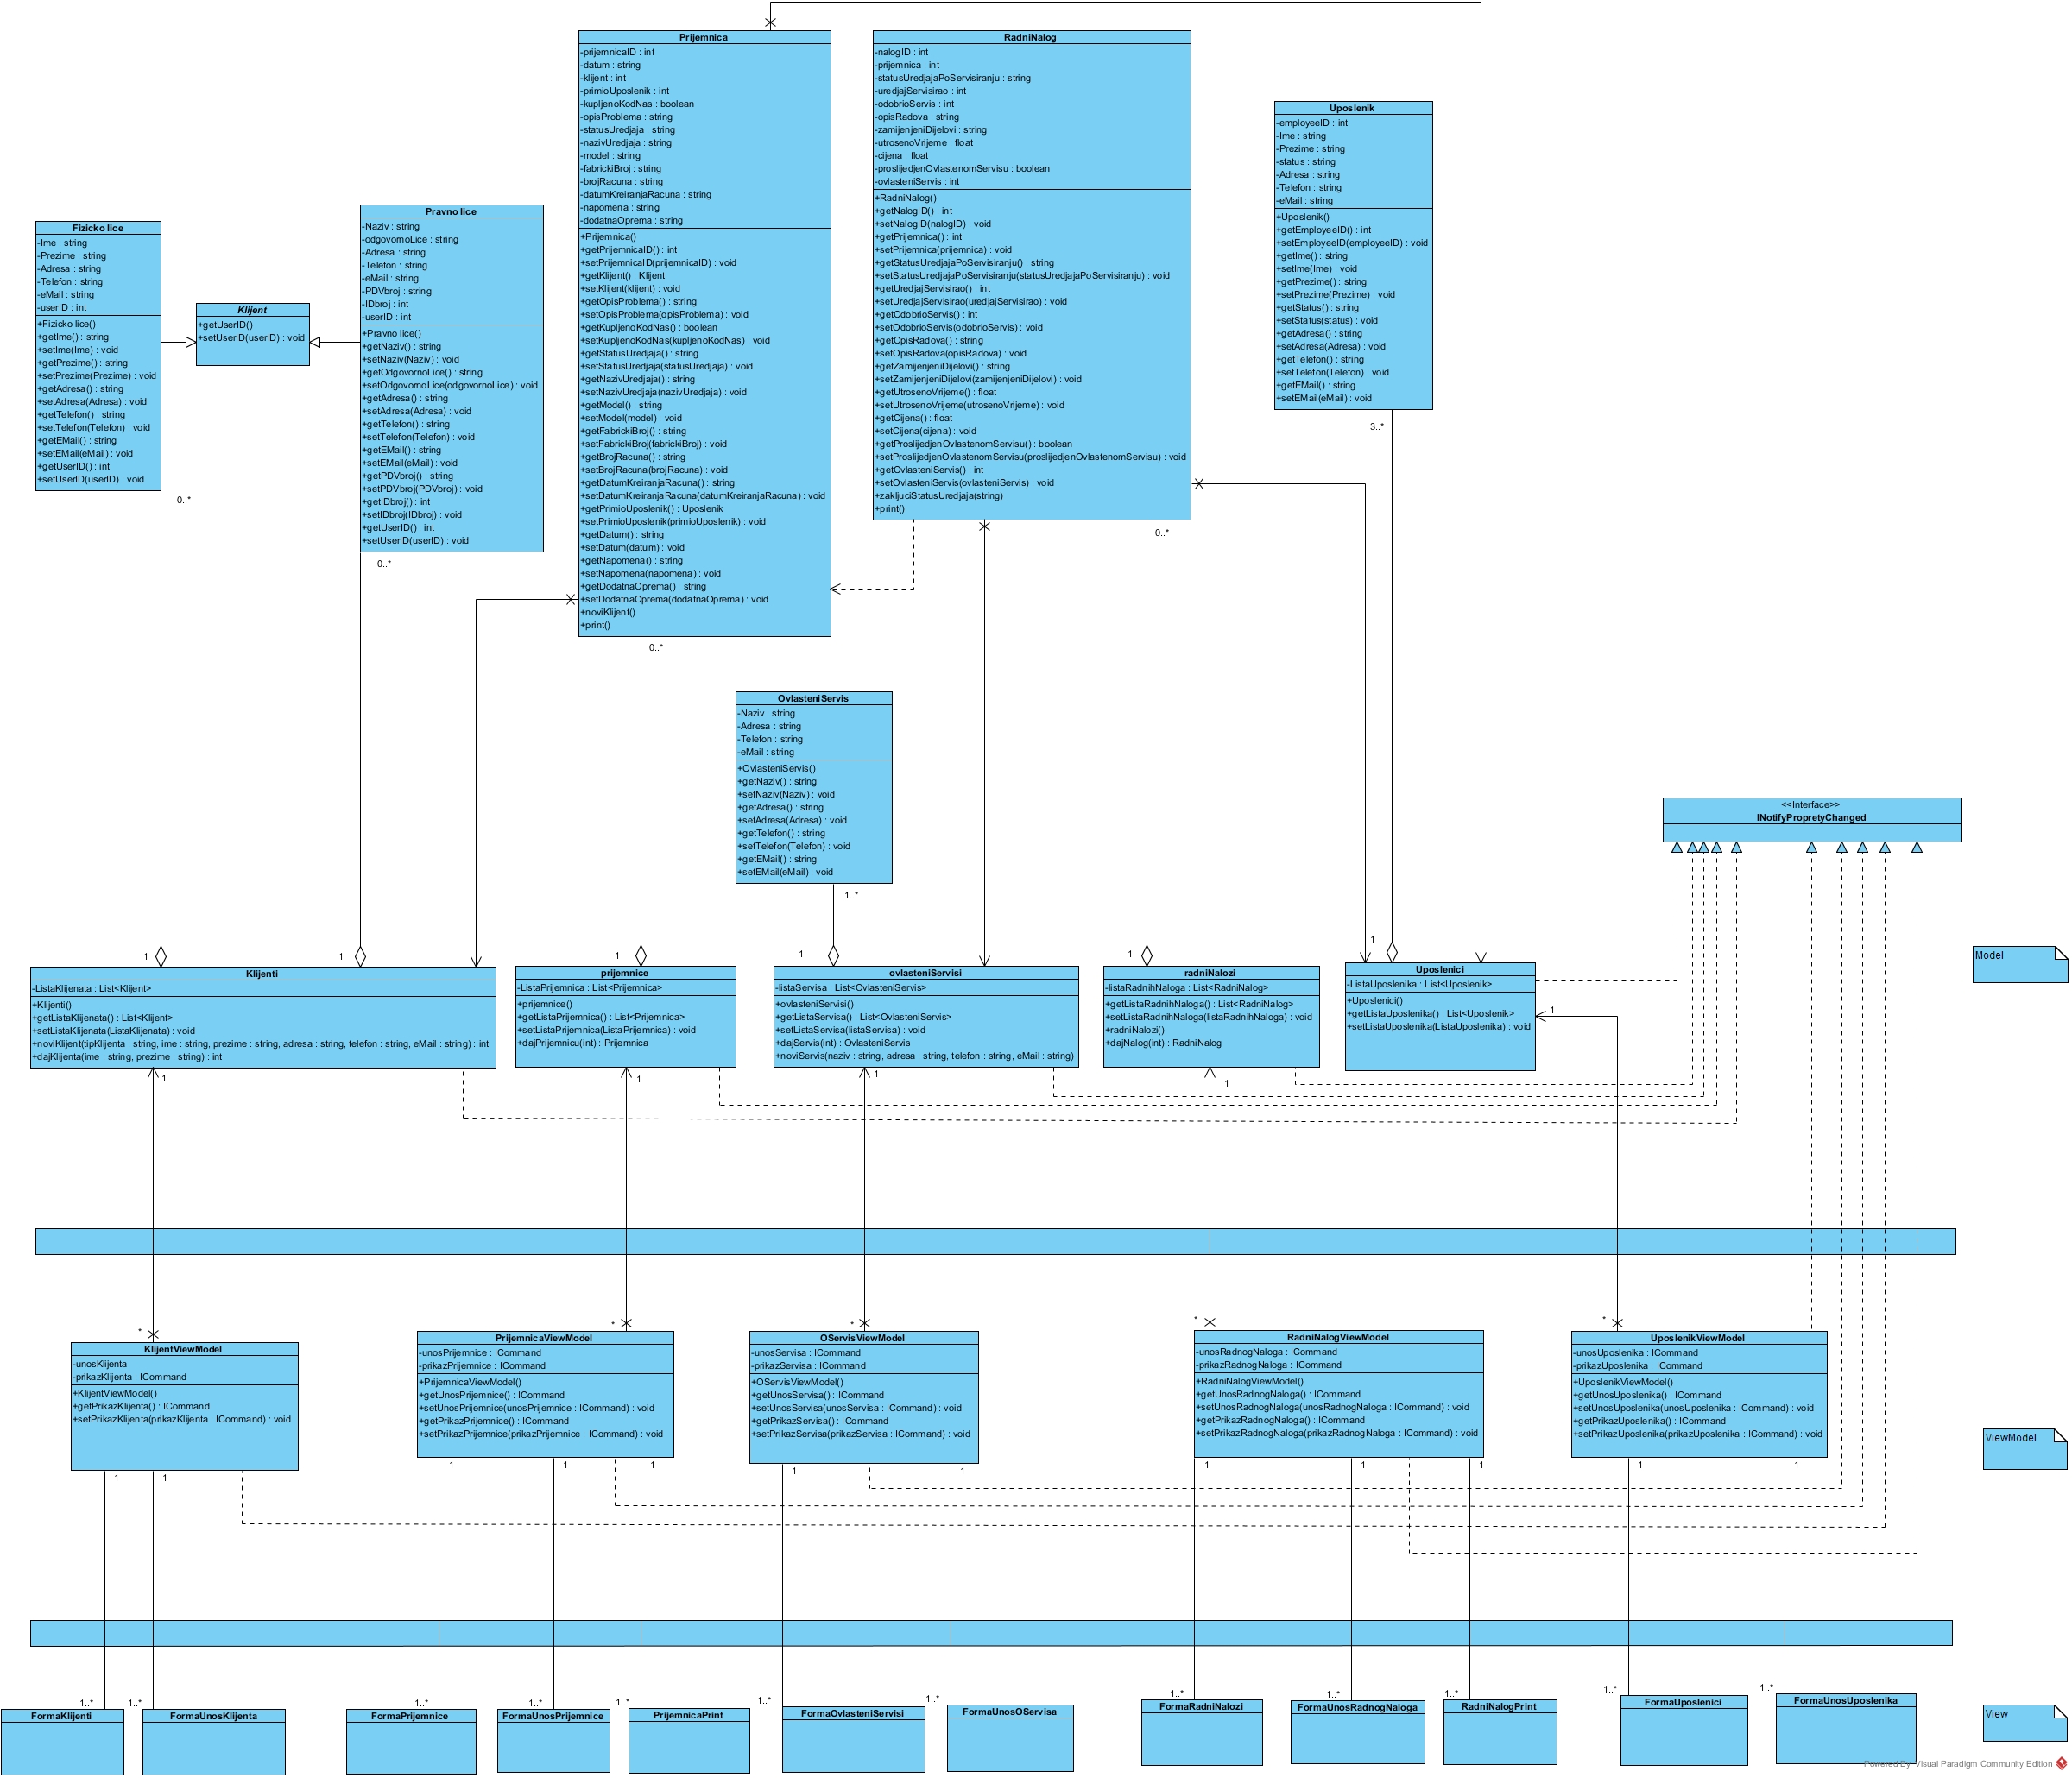 Prijemnica
-prijemnicaID : int
-datum : string
-klijent : int
-primioUposlenik : int
-kupljenoKodNas : boolean
-opisProblema : string
-statusUredjaja : string
-nazivUredjaja : string
-model : string
-fabrickiBroj : string
-brojRacuna : string
-datumKreiranjaRacuna : string
-napomena : string
-dodatnaOprema : string
+Prijemnica()
+getPrijemnicaID() : int
+setPrijemnicaID(prijemnicaID) : void
+getKlijent() : Klijent
+setKlijent(klijent) : void
+getOpisProblema() : string
+setOpisProblema(opisProblema) : void
+getKupljenoKodNas() : boolean
+setKupljenoKodNas(kupljenoKodNas) : void
+getStatusUredjaja() : string
+setStatusUredjaja(statusUredjaja) : void
+getNazivUredjaja() : string
+setNazivUredjaja(nazivUredjaja) : void
+getModel() : string
+setModel(model) : void
+getFabrickiBroj() : string
+setFabrickiBroj(fabrickiBroj) : void
+getBrojRacuna() : string
+setBrojRacuna(brojRacuna) : void
+getDatumKreiranjaRacuna() : string
+setDatumKreiranjaRacuna(datumKreiranjaRacuna) : void
+getPrimioUposlenik() : Uposlenik
+setPrimioUposlenik(primioUposlenik) : void
+getDatum() : string
+setDatum(datum) : void
+getNapomena() : string
+setNapomena(napomena) : void
+getDodatnaOprema() : string
+setDodatnaOprema(dodatnaOprema) : void
+noviKlijent()
+print()
0..*
RadniNalog
-nalogID : int
-prijemnica : int
-statusUredjajaPoServisiranju : string
-uredjajServisirao : int
-odobrioServis : int
-opisRadova : string
-zamijenjeniDijelovi : string
-utrosenoVrijeme : float
-cijena : float
-proslijedjenOvlastenomServisu : boolean
-ovlasteniServis : int
+RadniNalog()
+getNalogID() : int
+setNalogID(nalogID) : void
+getPrijemnica() : int
+setPrijemnica(prijemnica) : void
+getStatusUredjajaPoServisiranju() : string
+setStatusUredjajaPoServisiranju(statusUredjajaPoServisiranju) : void
+getUredjajServisirao() : int
+setUredjajServisirao(uredjajServisirao) : void
+getOdobrioServis() : int
+setOdobrioServis(odobrioServis) : void
+getOpisRadova() : string
+setOpisRadova(opisRadova) : void
+getZamijenjeniDijelovi() : string
+setZamijenjeniDijelovi(zamijenjeniDijelovi) : void
+getUtrosenoVrijeme() : float
+setUtrosenoVrijeme(utrosenoVrijeme) : void
+getCijena() : float
+setCijena(cijena) : void
+getProslijedjenOvlastenomServisu() : boolean
+setProslijedjenOvlastenomServisu(proslijedjenOvlastenomServisu) : void
+getOvlasteniServis() : int
+setOvlasteniServis(ovlasteniServis) : void
+zakljuciStatusUredjaja(string)
+print()
0..*
Uposlenik
-employeeID : int
-Ime : string
-Prezime : string
-status : string
-Adresa : string
-Telefon : string
-eMail : string
+Uposlenik()
+getEmployeeID() : int
+setEmployeeID(employeeID) : void
+getIme() : string
+setIme(Ime) : void
+getPrezime() : string
+setPrezime(Prezime) : void
+getStatus() : string
+setStatus(status) : void
+getAdresa() : string
+setAdresa(Adresa) : void
+getTelefon() : string
+setTelefon(Telefon) : void
+getEMail() : string
+setEMail(eMail) : void
3..*
Fizicko lice
-Ime : string
-Prezime : string
-Adresa : string
-Telefon : string
-eMail : string
-userID : int
+Fizicko lice()
+getIme() : string
+setIme(Ime) : void
+getPrezime() : string
+setPrezime(Prezime) : void
+getAdresa() : string
+setAdresa(Adresa) : void
+getTelefon() : string
+setTelefon(Telefon) : void
+getEMail() : string
+setEMail(eMail) : void
+getUserID() : int
+setUserID(userID) : void
0..*
Klijent
+getUserID()
+setUserID(userID) : void
Pravno lice
-Naziv : string
-odgovornoLice : string
-Adresa : string
-Telefon : string
-eMail : string
-PDVbroj : string
-IDbroj : int
-userID : int
+Pravno lice()
+getNaziv() : string
+setNaziv(Naziv) : void
+getOdgovornoLice() : string
+setOdgovornoLice(odgovornoLice) : void
+getAdresa() : string
+setAdresa(Adresa) : void
+getTelefon() : string
+setTelefon(Telefon) : void
+getEMail() : string
+setEMail(eMail) : void
+getPDVbroj() : string
+setPDVbroj(PDVbroj) : void
+getIDbroj() : int
+setIDbroj(IDbroj) : void
+getUserID() : int
+setUserID(userID) : void
0..*
OvlasteniServis
-Naziv : string
-Adresa : string
-Telefon : string
-eMail : string
+OvlasteniServis()
+getNaziv() : string
+setNaziv(Naziv) : void
+getAdresa() : string
+setAdresa(Adresa) : void
+getTelefon() : string
+setTelefon(Telefon) : void
+getEMail() : string
+setEMail(eMail) : void
1..*
<<Interface>>
INotifyPropretyChanged
1
1
1
1
1
1
Klijenti
-ListaKlijenata : List<Klijent>
+Klijenti()
+getListaKlijenata() : List<Klijent>
+setListaKlijenata(ListaKlijenata) : void
+noviKlijent(tipKlijenta : string, ime : string, prezime : string, adresa : string, telefon : string, eMail : string) : int
+dajKlijenta(ime : string, prezime : string) : int
1
prijemnice
-ListaPrijemnica : List<Prijemnica>
+prijemnice()
+getListaPrijemnica() : List<Prijemnica>
+setListaPrijemnica(ListaPrijemnica) : void
+dajPrijemnicu(int) : Prijemnica
1
ovlasteniServisi
-listaServisa : List<OvlasteniServis>
+ovlasteniServisi()
+getListaServisa() : List<OvlasteniServis>
+setListaServisa(listaServisa) : void
+dajServis(int) : OvlasteniServis
+noviServis(naziv : string, adresa : string, telefon : string, eMail : string)
1
radniNalozi
-listaRadnihNaloga : List<RadniNalog>
+getListaRadnihNaloga() : List<RadniNalog>
+setListaRadnihNaloga(listaRadnihNaloga) : void
+radniNalozi()
+dajNalog(int) : RadniNalog
1
Uposlenici
-ListaUposlenika : List<Uposlenik>
+Uposlenici()
+getListaUposlenika() : List<Uposlenik>
+setListaUposlenika(ListaUposlenika) : void
1
Model
*
*
*
*
*
KlijentViewModel
-unosKlijenta
-prikazKlijenta : ICommand
+KlijentViewModel()
+getPrikazKlijenta() : ICommand
+setPrikazKlijenta(prikazKlijenta : ICommand) : void
1
1
PrijemnicaViewModel
-unosPrijemnice : ICommand
-prikazPrijemnice : ICommand
+PrijemnicaViewModel()
+getUnosPrijemnice() : ICommand
+setUnosPrijemnice(unosPrijemnice : ICommand) : void
+getPrikazPrijemnice() : ICommand
+setPrikazPrijemnice(prikazPrijemnice : ICommand) : void
1
1
1
OServisViewModel
-unosServisa : ICommand
-prikazServisa : ICommand
+OServisViewModel()
+getUnosServisa() : ICommand
+setUnosServisa(unosServisa : ICommand) : void
+getPrikazServisa() : ICommand
+setPrikazServisa(prikazServisa : ICommand) : void
1
1
RadniNalogViewModel
-unosRadnogNaloga : ICommand
-prikazRadnogNaloga : ICommand
+RadniNalogViewModel()
+getUnosRadnogNaloga() : ICommand
+setUnosRadnogNaloga(unosRadnogNaloga : ICommand) : void
+getPrikazRadnogNaloga() : ICommand
+setPrikazRadnogNaloga(prikazRadnogNaloga : ICommand) : void
1
1
1
UposlenikViewModel
-unosUposlenika : ICommand
-prikazUposlenika : ICommand
+UposlenikViewModel()
+getUnosUposlenika() : ICommand
+setUnosUposlenika(unosUposlenika : ICommand) : void
+getPrikazUposlenika() : ICommand
+setPrikazUposlenika(prikazUposlenika : ICommand) : void
1
1
ViewModel
1..*
FormaKlijenti
1..*
FormaUnosKlijenta
1..*
FormaPrijemnice
1..*
FormaUnosPrijemnice
1..*
PrijemnicaPrint
1..*
FormaOvlasteniServisi
1..*
FormaUnosOServisa
1..*
FormaRadniNalozi
1..*
FormaUnosRadnogNaloga
1..*
RadniNalogPrint
1..*
FormaUposlenici
1..*
FormaUnosUposlenika
View
Powered By Visual Paradigm Community Edition